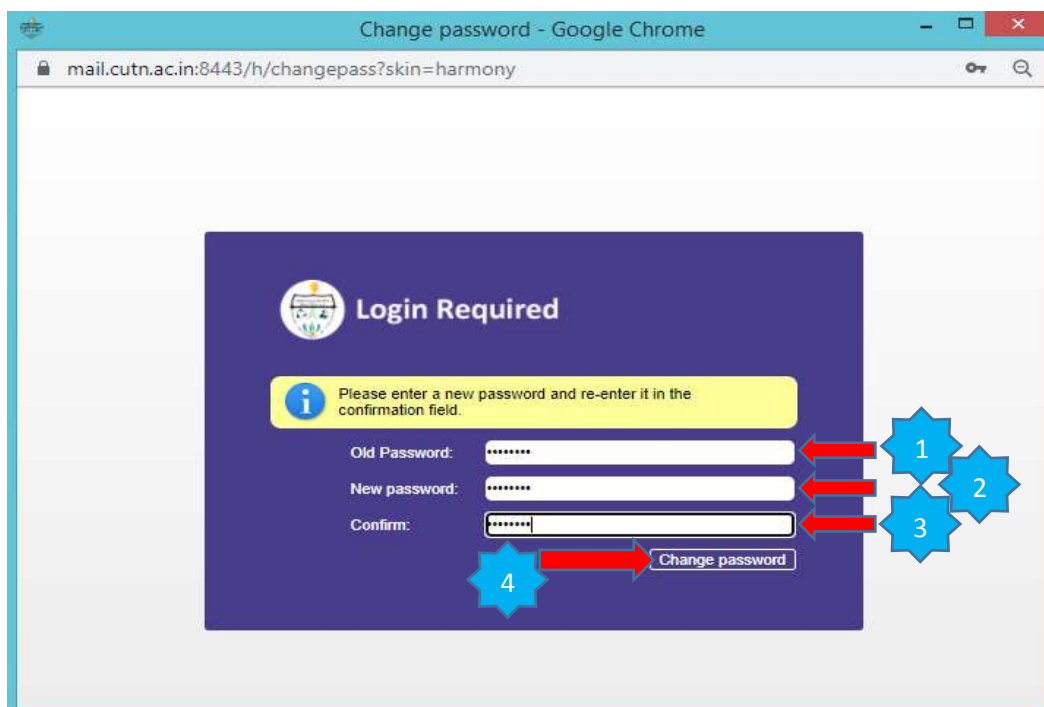 Change password - Google Chrome
mail.cutn.ac.in:8443/h/changepass?skin=harmony
Login Required
Please enter a new password and re-enter it in the
confirmation field.
Old Password: ••••••••
1
New password: ••••••••
2
Confirm: ••••••••
3
4
Change password